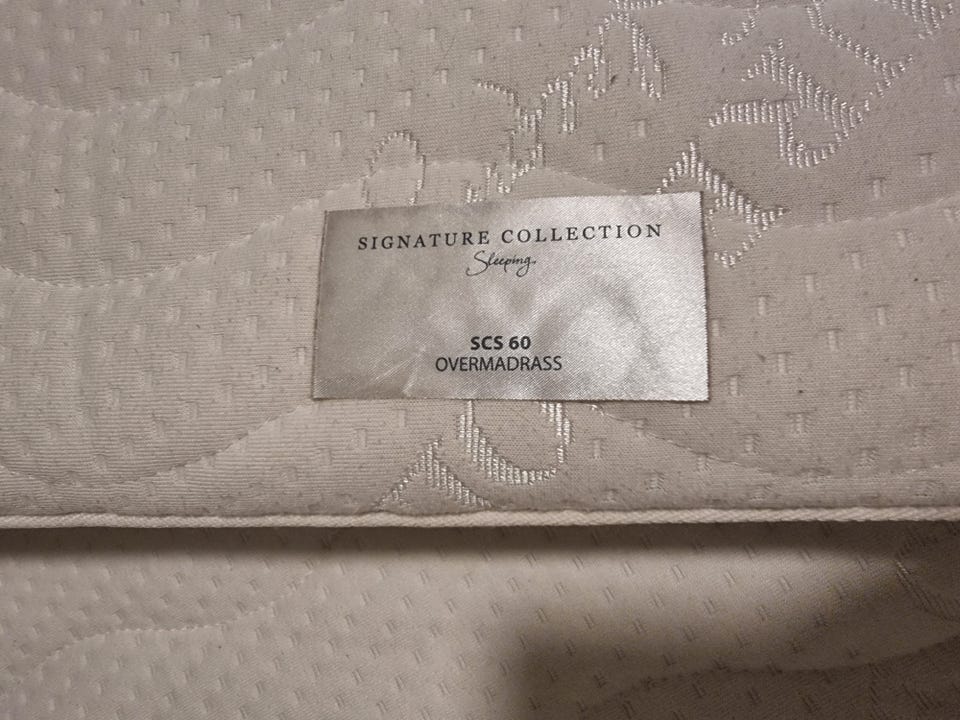 SIGNATURE COLLECTION
Sleeping
SCS 60
OVERMADRASS